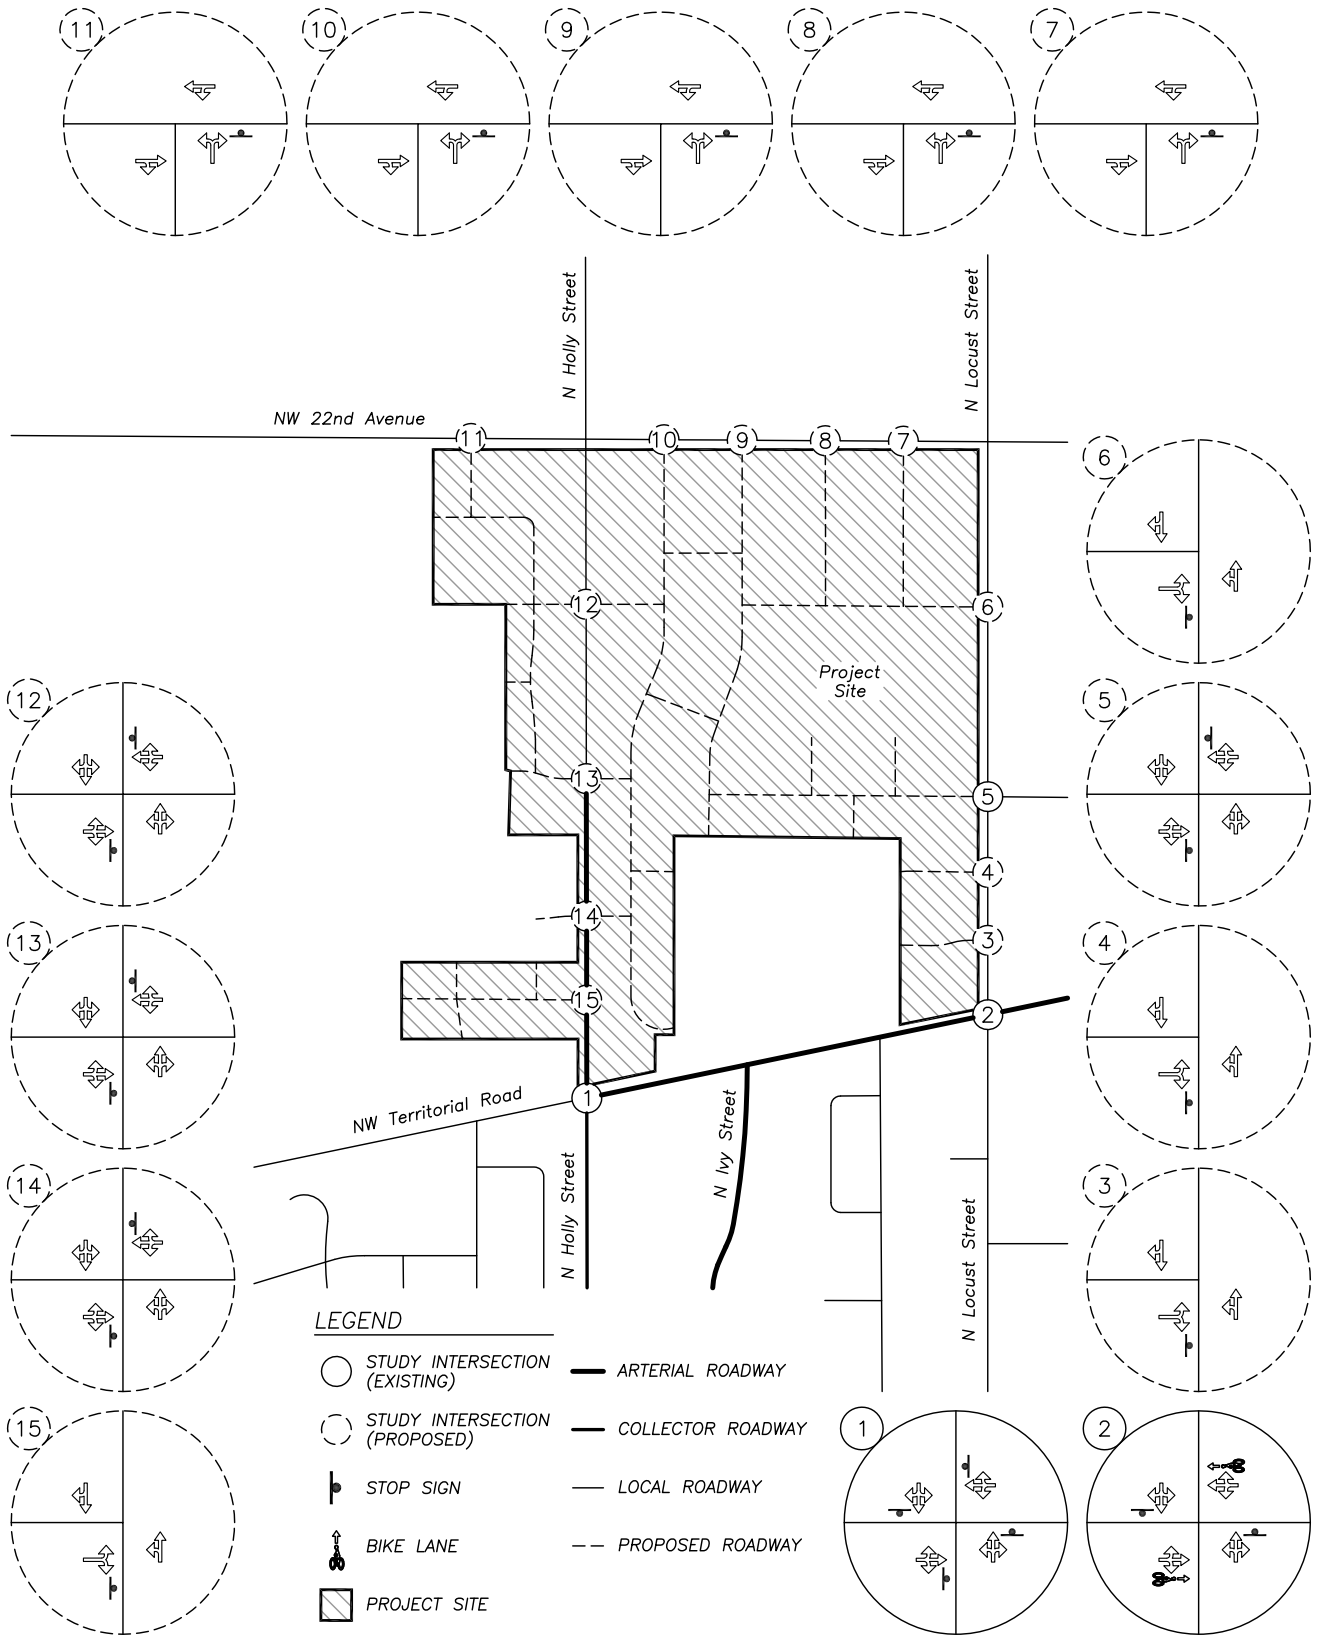 11
10
9
8
7
N Holly Street
N Locust Street
NW 22nd Avenue
11
10
9
8
7
6
12
6
Project
Site
12
5
13
5
4
14
3
13
4
15
2
1
NW Territorial Road
N Ivy Street
14
3
N Holly Street
N Locust Street
LEGEND
STUDY INTERSECTION
(EXISTING)
ARTERIAL ROADWAY
STUDY INTERSECTION
(PROPOSED)
COLLECTOR ROADWAY
15
1
2
STOP SIGN
LOCAL ROADWAY
BIKE LANE
PROPOSED ROADWAY
PROJECT SITE